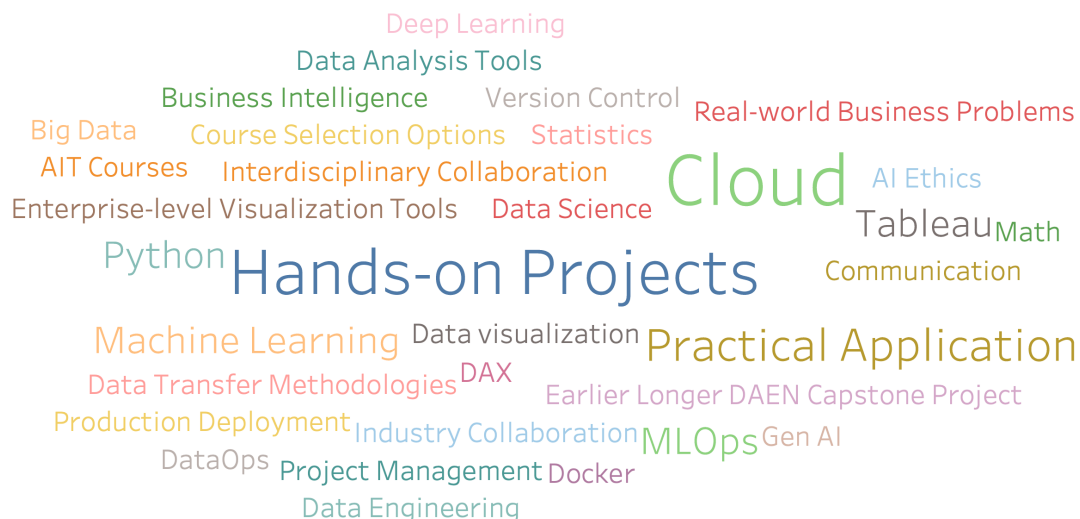 Deep Learning
Data Analysis Tools
Business Intelligence
Version Control
Real-world Business Problems
Big Data
Course Selection Options
Statistics
AIT Courses
Interdisciplinary Collaboration
Cloud
AI Ethics
Enterprise-level Visualization Tools
Data Science
Tableau
Math
Python
Hands-on Projects
Communication
Machine Learning
Data visualization
Practical Application
Data Transfer Methodologies
DAX
Earlier Longer DAEN Capstone Project
Production Deployment
Industry Collaboration
MLOps
Gen AI
DataOps
Project Management
Docker
Data Engineering